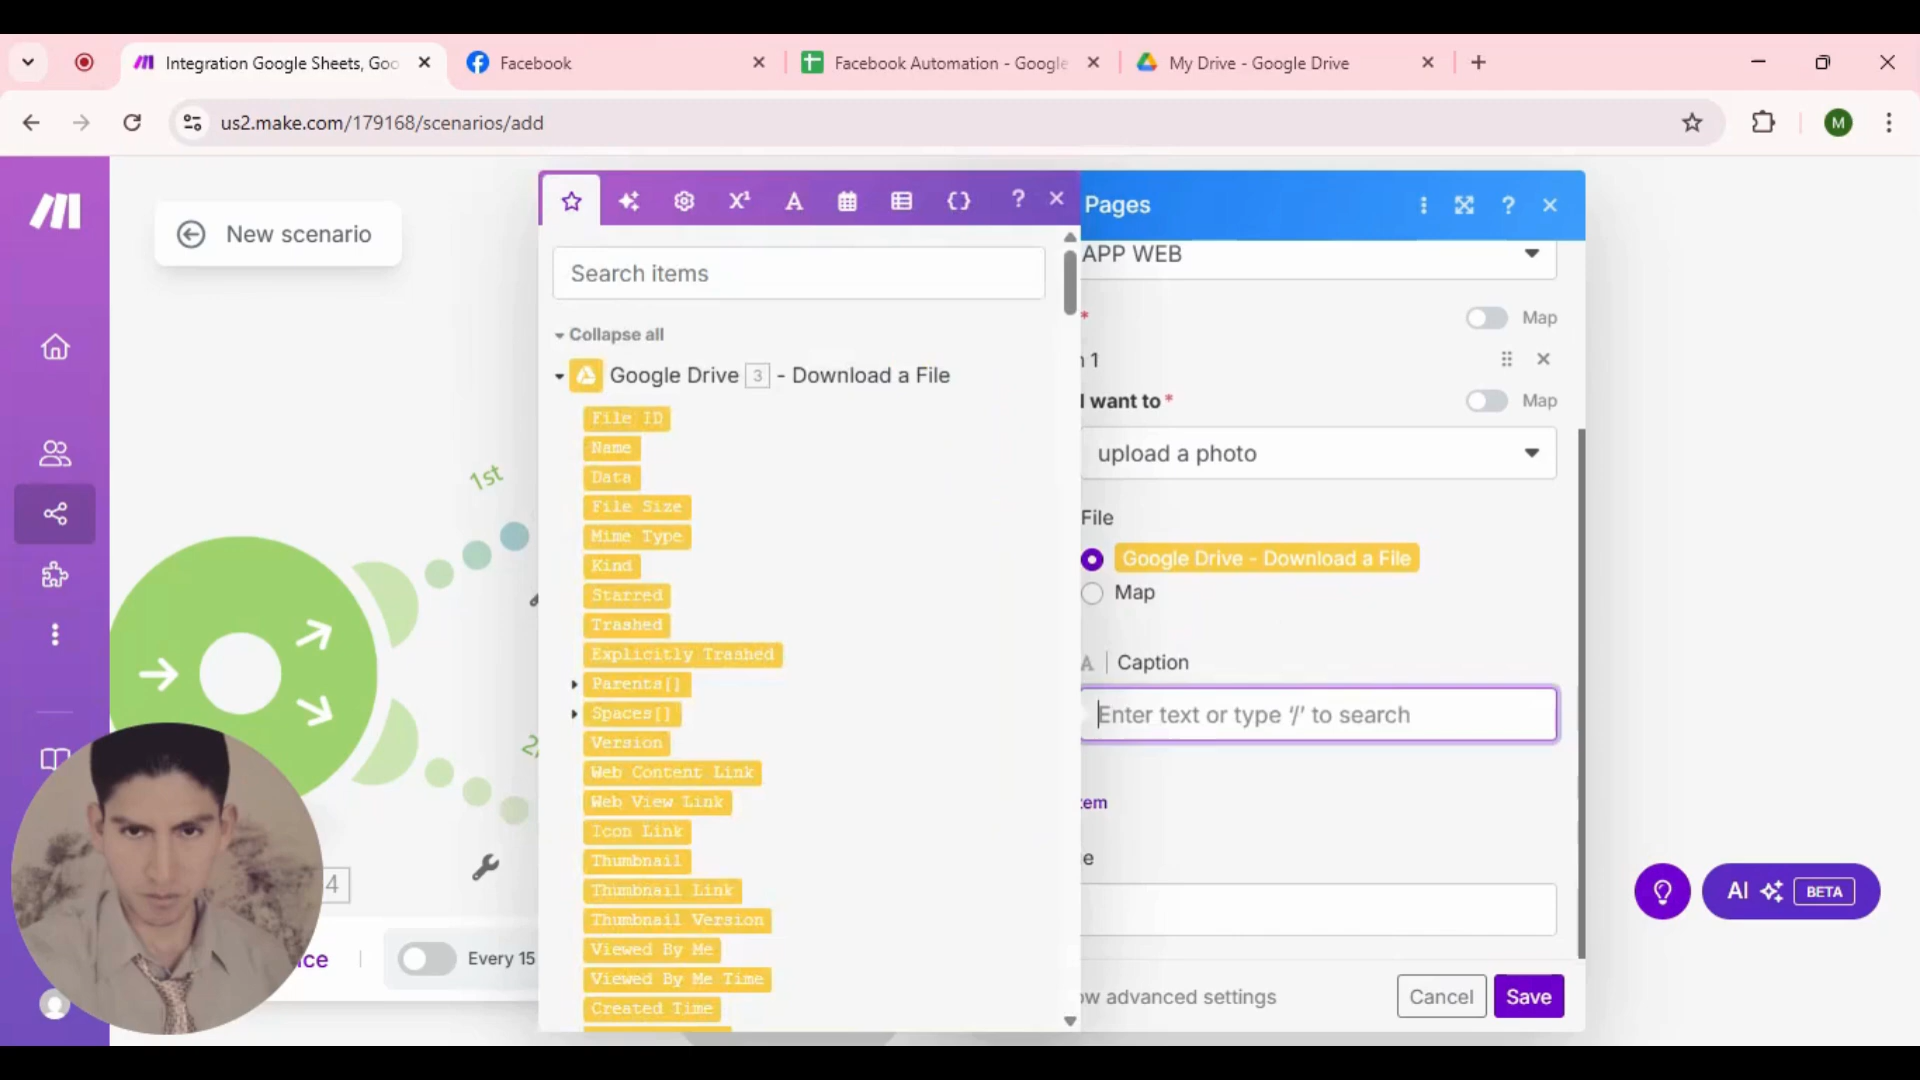 Integration Google Sheets, Goo
Facebook
Facebook Automation - Google
My Drive - Google Drive
us2.make.com/179168/scenarios/add
M
New scenario
1st
4
Every 15
?
Search items
Collapse all
Google Drive 3 - Download a File
File ID
Name
Data
File Size
Mime Type
Kind
Starred
Trashed
Explicitly Trashed
Parents[]
Spaces[]
Version
Web Content Link
Web View Link
Icon Link
Thumbnail
Thumbnail Link
Thumbnail Version
Viewed By Me
Viewed By Me Time
Created Time
Pages
?
APP WEB
* Map
1
I want to * Map
upload a photo
File
Google Drive - Download a File
Map
A Caption
Enter text or type '/' to search
tem
e
ow advanced settings
Cancel
Save
AI BETA